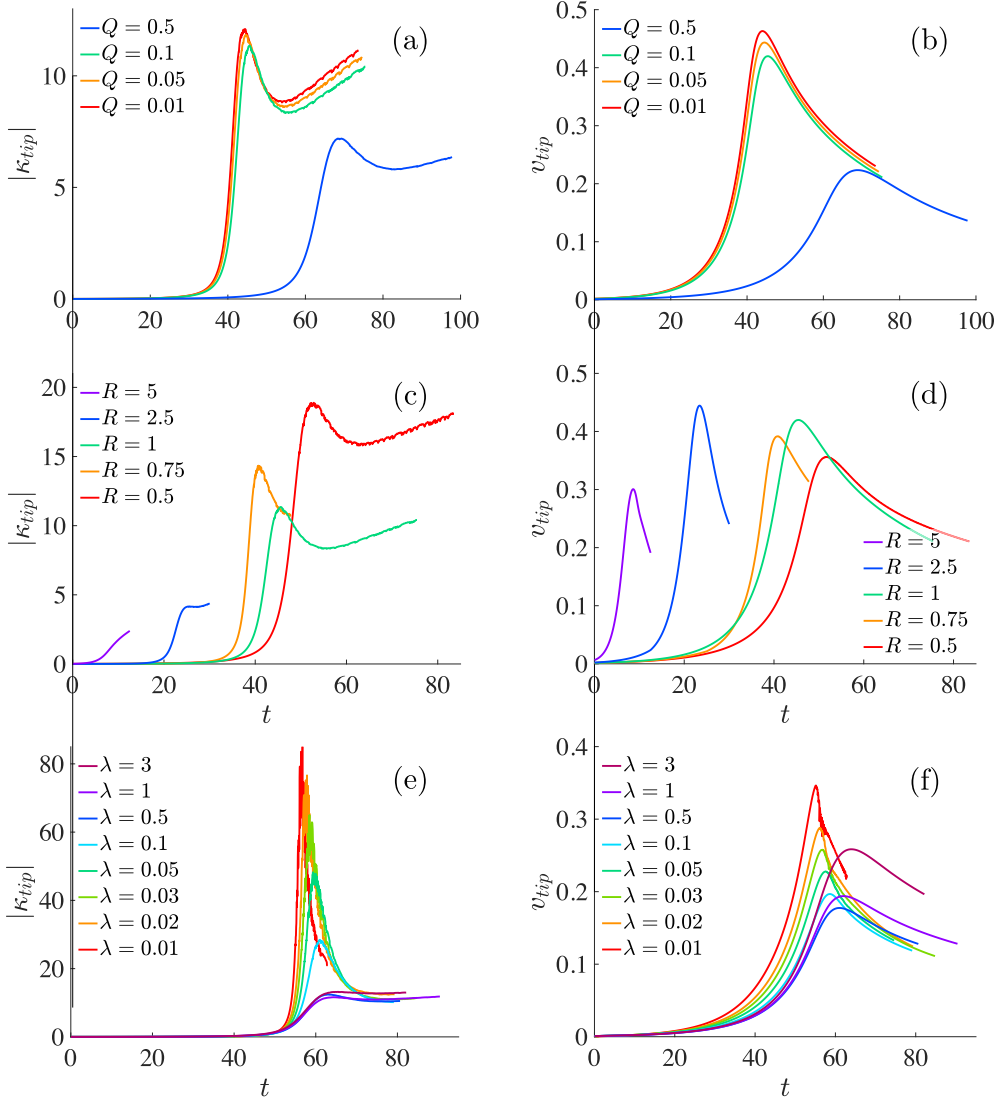 (a)
Q = 0.5
Q = 0.1
Q = 0.05
Q = 0.01
|κ_tip|
10
5
0
0 20 40 60 80 100
(b)
Q = 0.5
Q = 0.1
Q = 0.05
Q = 0.01
v_tip
0.5
0.4
0.3
0.2
0.1
0
0 20 40 60 80 100
(c)
R = 5
R = 2.5
R = 1
R = 0.75
R = 0.5
|κ_tip|
20
15
10
5
0
0 20 40 60 80
t
(d)
v_tip
0.5
0.4
0.3
0.2
0.1
0
R = 5
R = 2.5
R = 1
R = 0.75
R = 0.5
0 20 40 60 80
t
(e)
λ = 3
λ = 1
λ = 0.5
λ = 0.1
λ = 0.05
λ = 0.03
λ = 0.02
λ = 0.01
|κ_tip|
80
60
40
20
0
0 20 40 60 80
t
(f)
λ = 3
λ = 1
λ = 0.5
λ = 0.1
λ = 0.05
λ = 0.03
λ = 0.02
λ = 0.01
v_tip
0.4
0.3
0.2
0.1
0
0 20 40 60 80
t